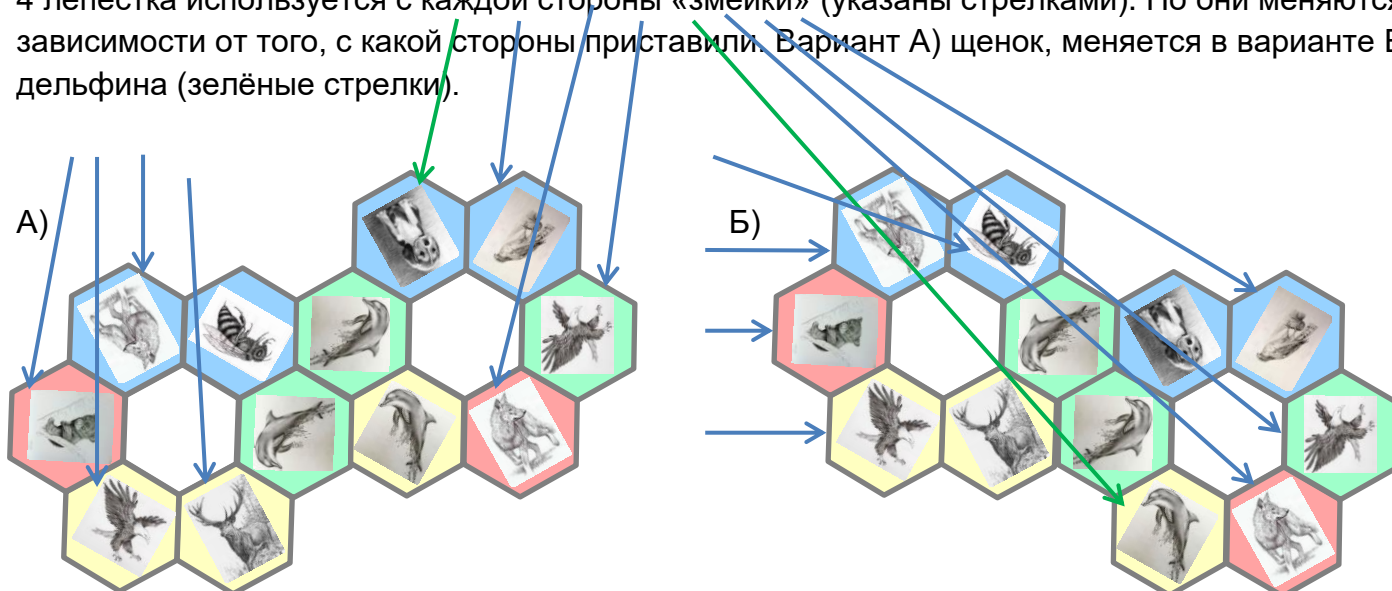 4 лепестка используется с каждой стороны «змейки» (указаны стрелками). Но они меняются
зависимости от того, с какой стороны приставили. Вариант А) щенок, меняется в варианте
дельфина (зелёные стрелки).
А)
Б)